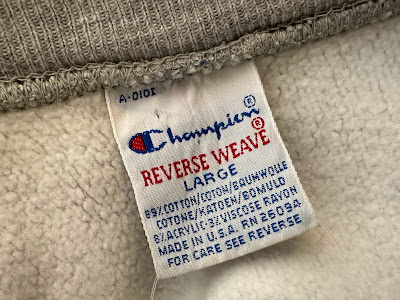 A-0101
Champion®
REVERSE WEAVE®
LARGE
89% COTTON/COTON/BAUMWOLLE
COTONE/KATOEN/BOMULD
8% ACRYLIC-3% VISCOSE RAYON
MADE IN U.S.A. RN 26094
FOR CARE SEE REVERSE